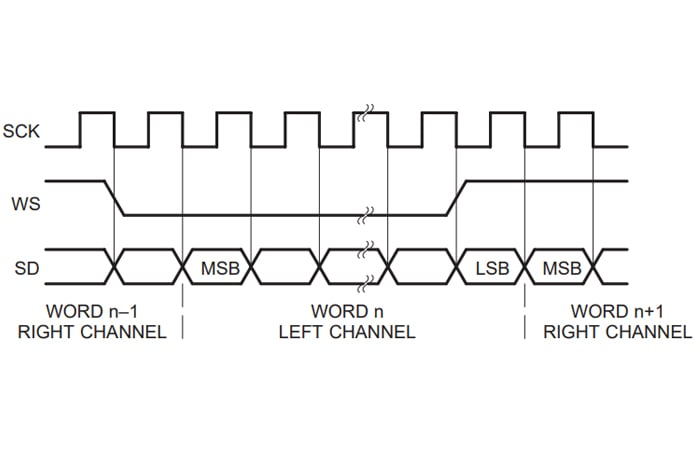 SCK
WS
SD
MSB
LSB
MSB
WORD n–1
RIGHT CHANNEL
WORD n
LEFT CHANNEL
WORD n+1
RIGHT CHANNEL